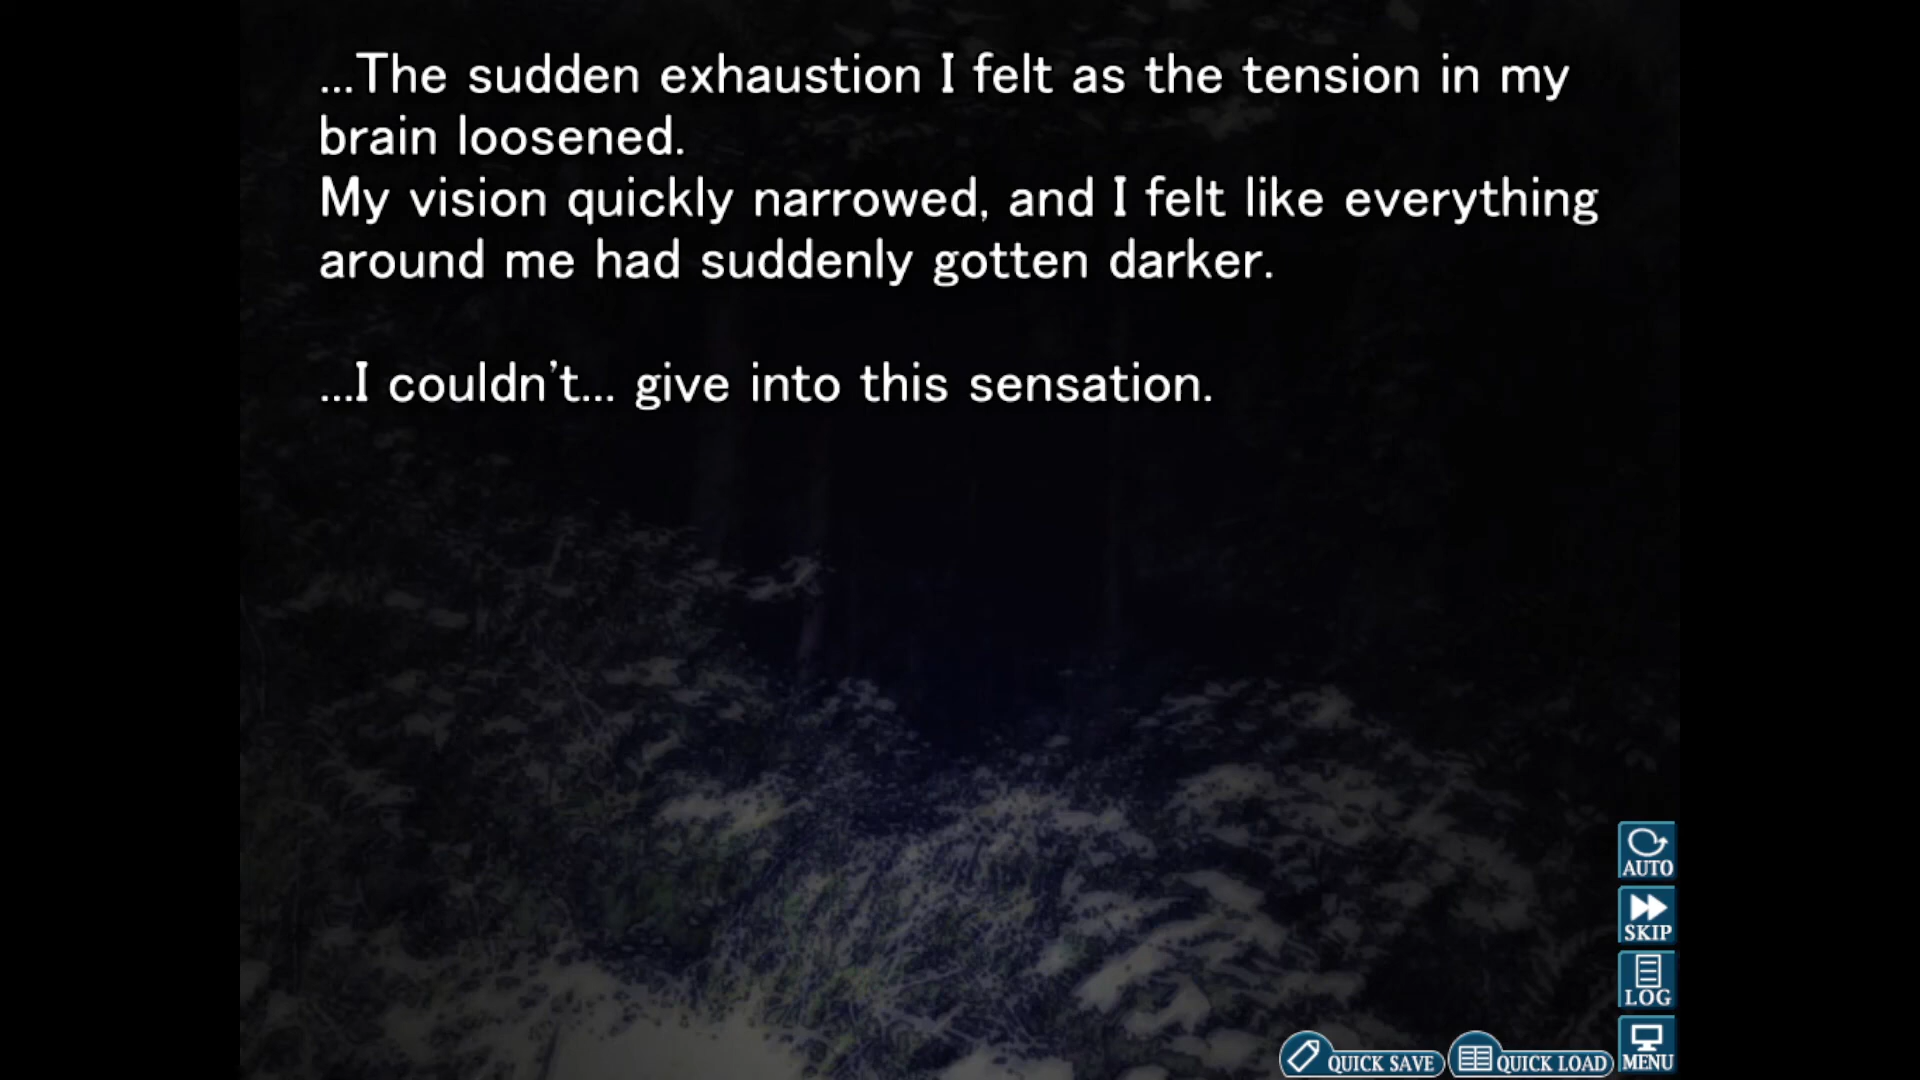 ...The sudden exhaustion I felt as the tension in my
brain loosened.
My vision quickly narrowed, and I felt like everything
around me had suddenly gotten darker.
...I couldn't... give into this sensation.
AUTO
SKIP
LOG
QUICK SAVE
QUICK LOAD
MENU